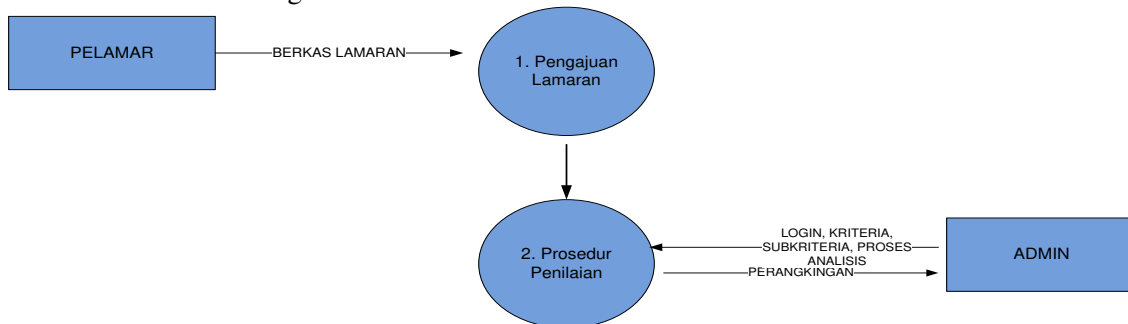 PELAMAR
BERKAS LAMARAN
1. Pengajuan
Lamaran
2. Prosedur
Penilaian
LOGIN, KRITERIA,
SUBKRITERIA, PROSES
ANALISIS
PERANGKINGAN
ADMIN